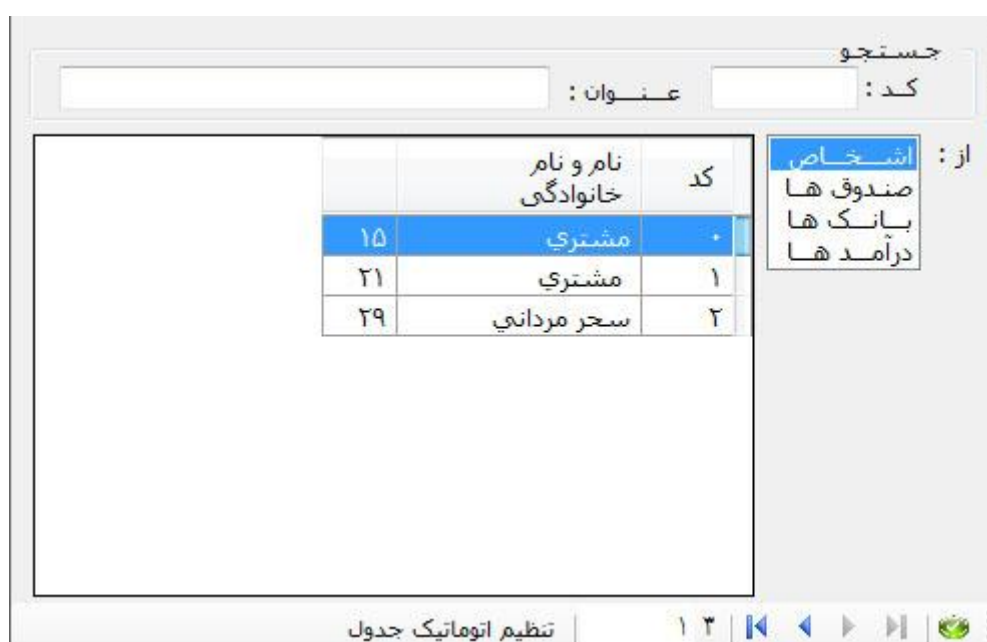 جستجو
کد :
عنوان :
از :
اشخاص
صندوق ها
بانک ها
درآمد ها
کد نام و نام خانوادگی
۰ مشتري ۱۵
۱ مشتري ۲۱
۲ سحر مرداني ۲۹
۳ ۱
تنظیم اتوماتیک جدول